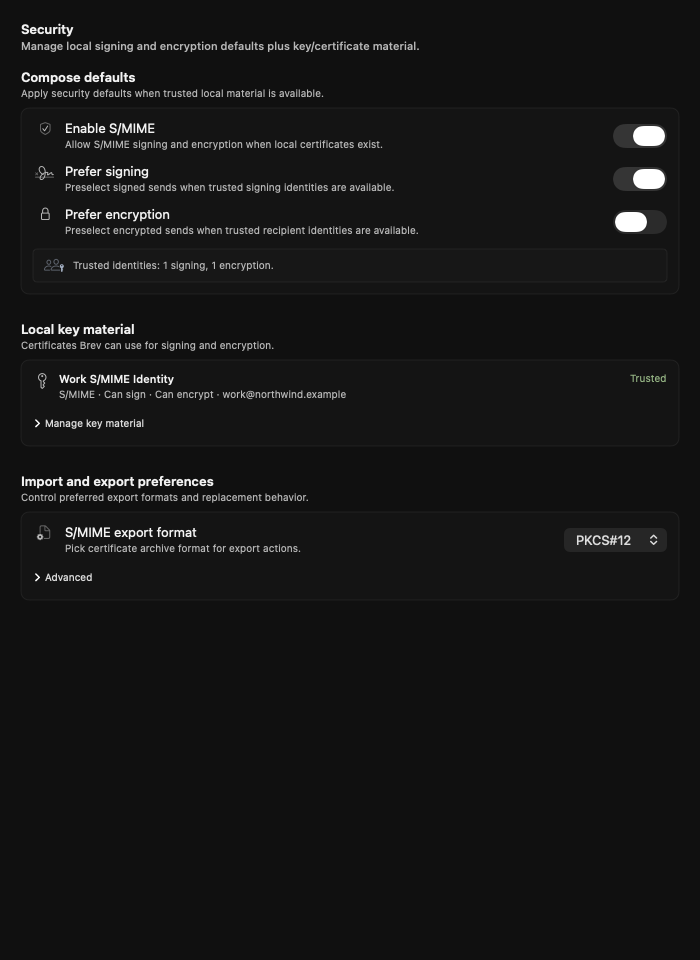 Security
Manage local signing and encryption defaults plus key/certificate material.
Compose defaults
Apply security defaults when trusted local material is available.
Enable S/MIME
Allow S/MIME signing and encryption when local certificates exist.
Prefer signing
Preselect signed sends when trusted signing identities are available.
Prefer encryption
Preselect encrypted sends when trusted recipient identities are available.
Trusted identities: 1 signing, 1 encryption.
Local key material
Certificates Brev can use for signing and encryption.
Work S/MIME Identity
Trusted
S/MIME · Can sign · Can encrypt · work@northwind.example
Manage key material
Import and export preferences
Control preferred export formats and replacement behavior.
S/MIME export format
Pick certificate archive format for export actions.
PKCS#12
Advanced